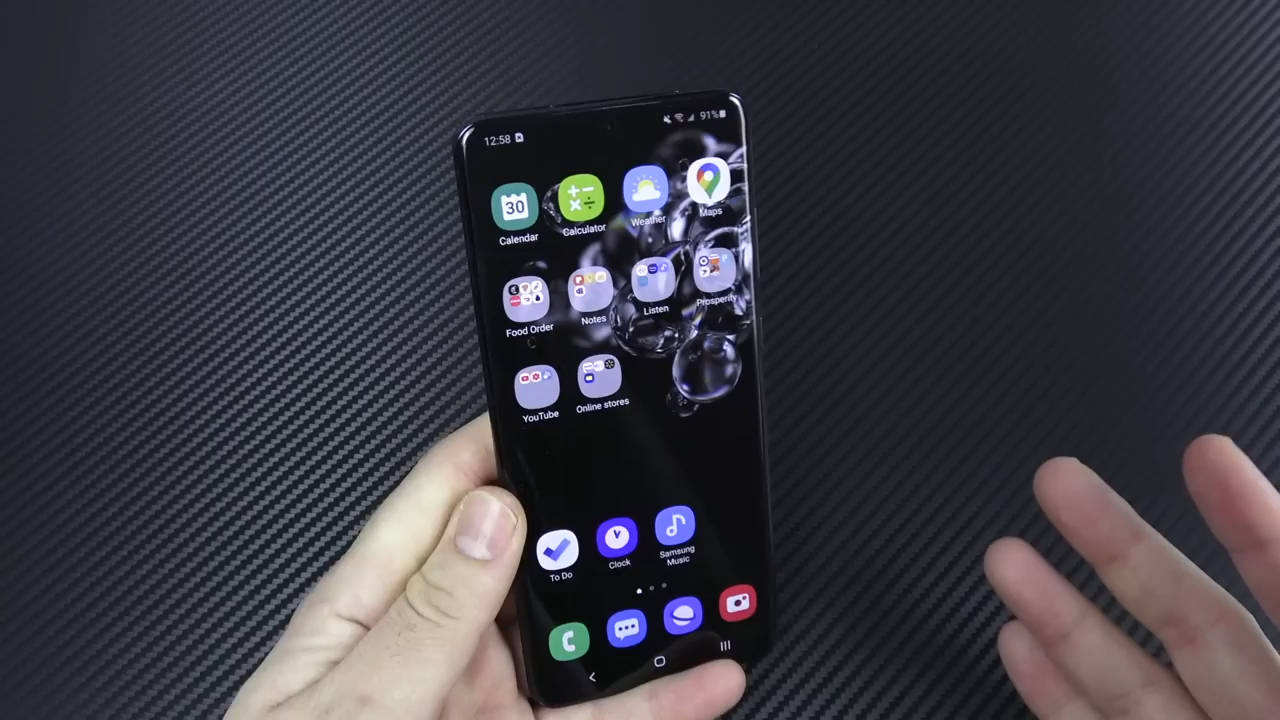 12:58 91%
30
Calendar Calculator Weather Maps
Food Order Notes Listen Prosperity
YouTube Online stores
To Do Clock Samsung
Music